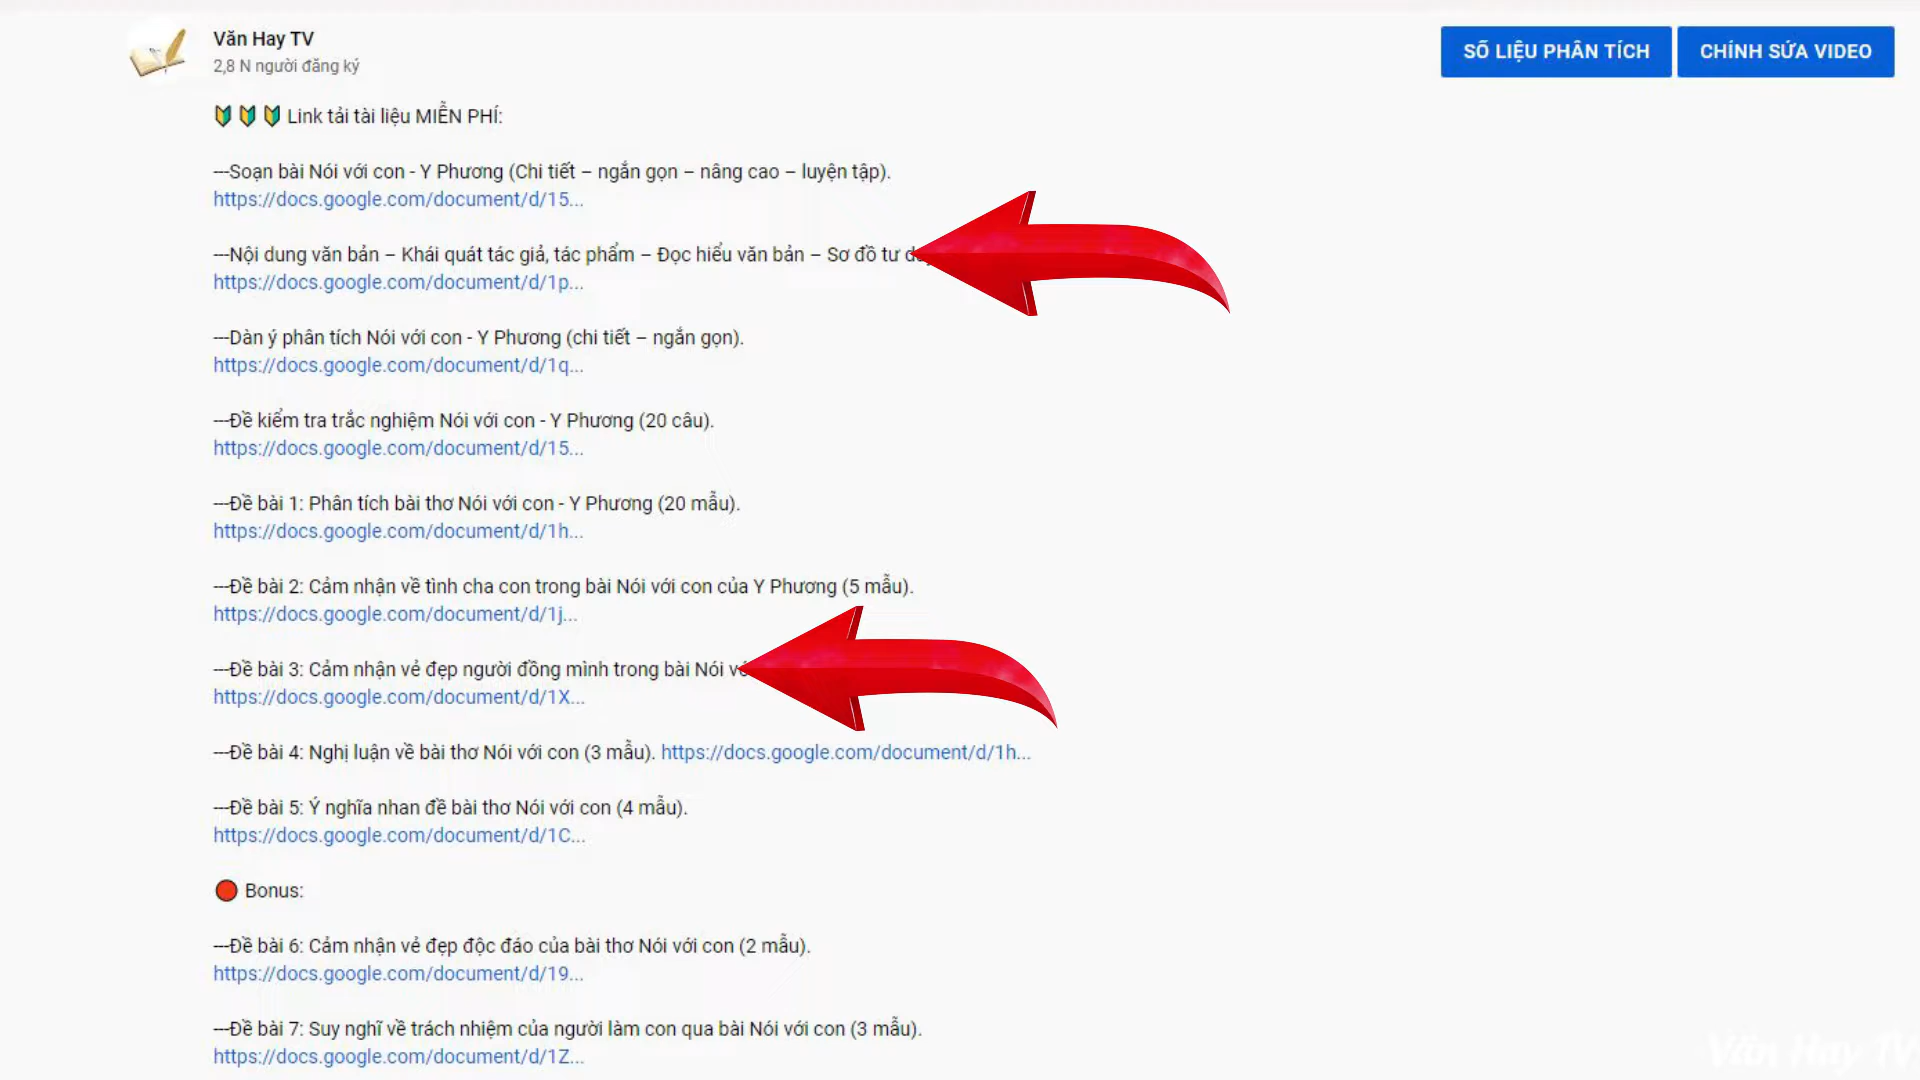 Văn Hay TV
2,8 N người đăng ký
SỐ LIỆU PHÂN TÍCH
CHỈNH SỬA VIDEO
Link tải tài liệu MIỄN PHÍ:
---Soạn bài Nói với con - Y Phương (Chi tiết – ngắn gọn – nâng cao – luyện tập).
https://docs.google.com/document/d/15...
---Nội dung văn bản – Khái quát tác giả, tác phẩm – Đọc hiểu văn bản – Sơ đồ tư
https://docs.google.com/document/d/1p...
---Dàn ý phân tích Nói với con - Y Phương (chi tiết – ngắn gọn).
https://docs.google.com/document/d/1q...
---Đề kiểm tra trắc nghiệm Nói với con - Y Phương (20 câu).
https://docs.google.com/document/d/15...
---Đề bài 1: Phân tích bài thơ Nói với con - Y Phương (20 mẫu).
https://docs.google.com/document/d/1h...
---Đề bài 2: Cảm nhận về tình cha con trong bài Nói với con của Y Phương (5 mẫu).
https://docs.google.com/document/d/1j...
---Đề bài 3: Cảm nhận vẻ đẹp người đồng mình trong bài Nói
https://docs.google.com/document/d/1X...
---Đề bài 4: Nghị luận về bài thơ Nói với con (3 mẫu). https://docs.google.com/document/d/1h...
---Đề bài 5: Ý nghĩa nhan đề bài thơ Nói với con (4 mẫu).
https://docs.google.com/document/d/1C...
Bonus:
---Đề bài 6: Cảm nhận vẻ đẹp độc đáo của bài thơ Nói với con (2 mẫu).
https://docs.google.com/document/d/19...
---Đề bài 7: Suy nghĩ về trách nhiệm của người làm con qua bài Nói với con (3 mẫu).
https://docs.google.com/document/d/1Z...
Văn Hay TV